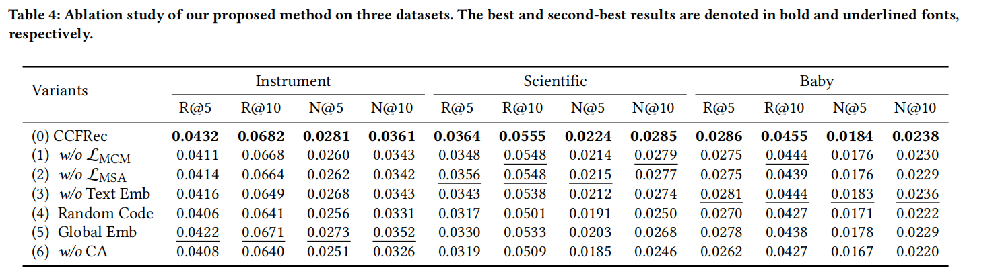 Table 4: Ablation study of our proposed method on three datasets. The best and second-best results are denoted in bold and underlined fonts,
respectively.
Variants Instrument Scientific Baby
R@5 R@10 N@5 N@10 R@5 R@10 N@5 N@10 R@5 R@10 N@5 N@10
(0) CCFRec 0.0432 0.0682 0.0281 0.0361 0.0364 0.0555 0.0224 0.0285 0.0286 0.0455 0.0184 0.0238
(1) w/o ℒMCM 0.0411 0.0668 0.0260 0.0343 0.0348 0.0548 0.0214 0.0279 0.0275 0.0444 0.0176 0.0230
(2) w/o ℒMSA 0.0414 0.0664 0.0262 0.0342 0.0356 0.0548 0.0215 0.0277 0.0275 0.0439 0.0176 0.0229
(3) w/o Text Emb 0.0416 0.0649 0.0268 0.0343 0.0343 0.0538 0.0212 0.0274 0.0281 0.0444 0.0183 0.0236
(4) Random Code 0.0406 0.0641 0.0256 0.0331 0.0317 0.0501 0.0191 0.0250 0.0270 0.0427 0.0171 0.0222
(5) Global Emb 0.0422 0.0671 0.0273 0.0352 0.0330 0.0533 0.0203 0.0268 0.0278 0.0438 0.0178 0.0229
(6) w/o CA 0.0408 0.0640 0.0251 0.0326 0.0319 0.0509 0.0185 0.0246 0.0262 0.0427 0.0167 0.0220